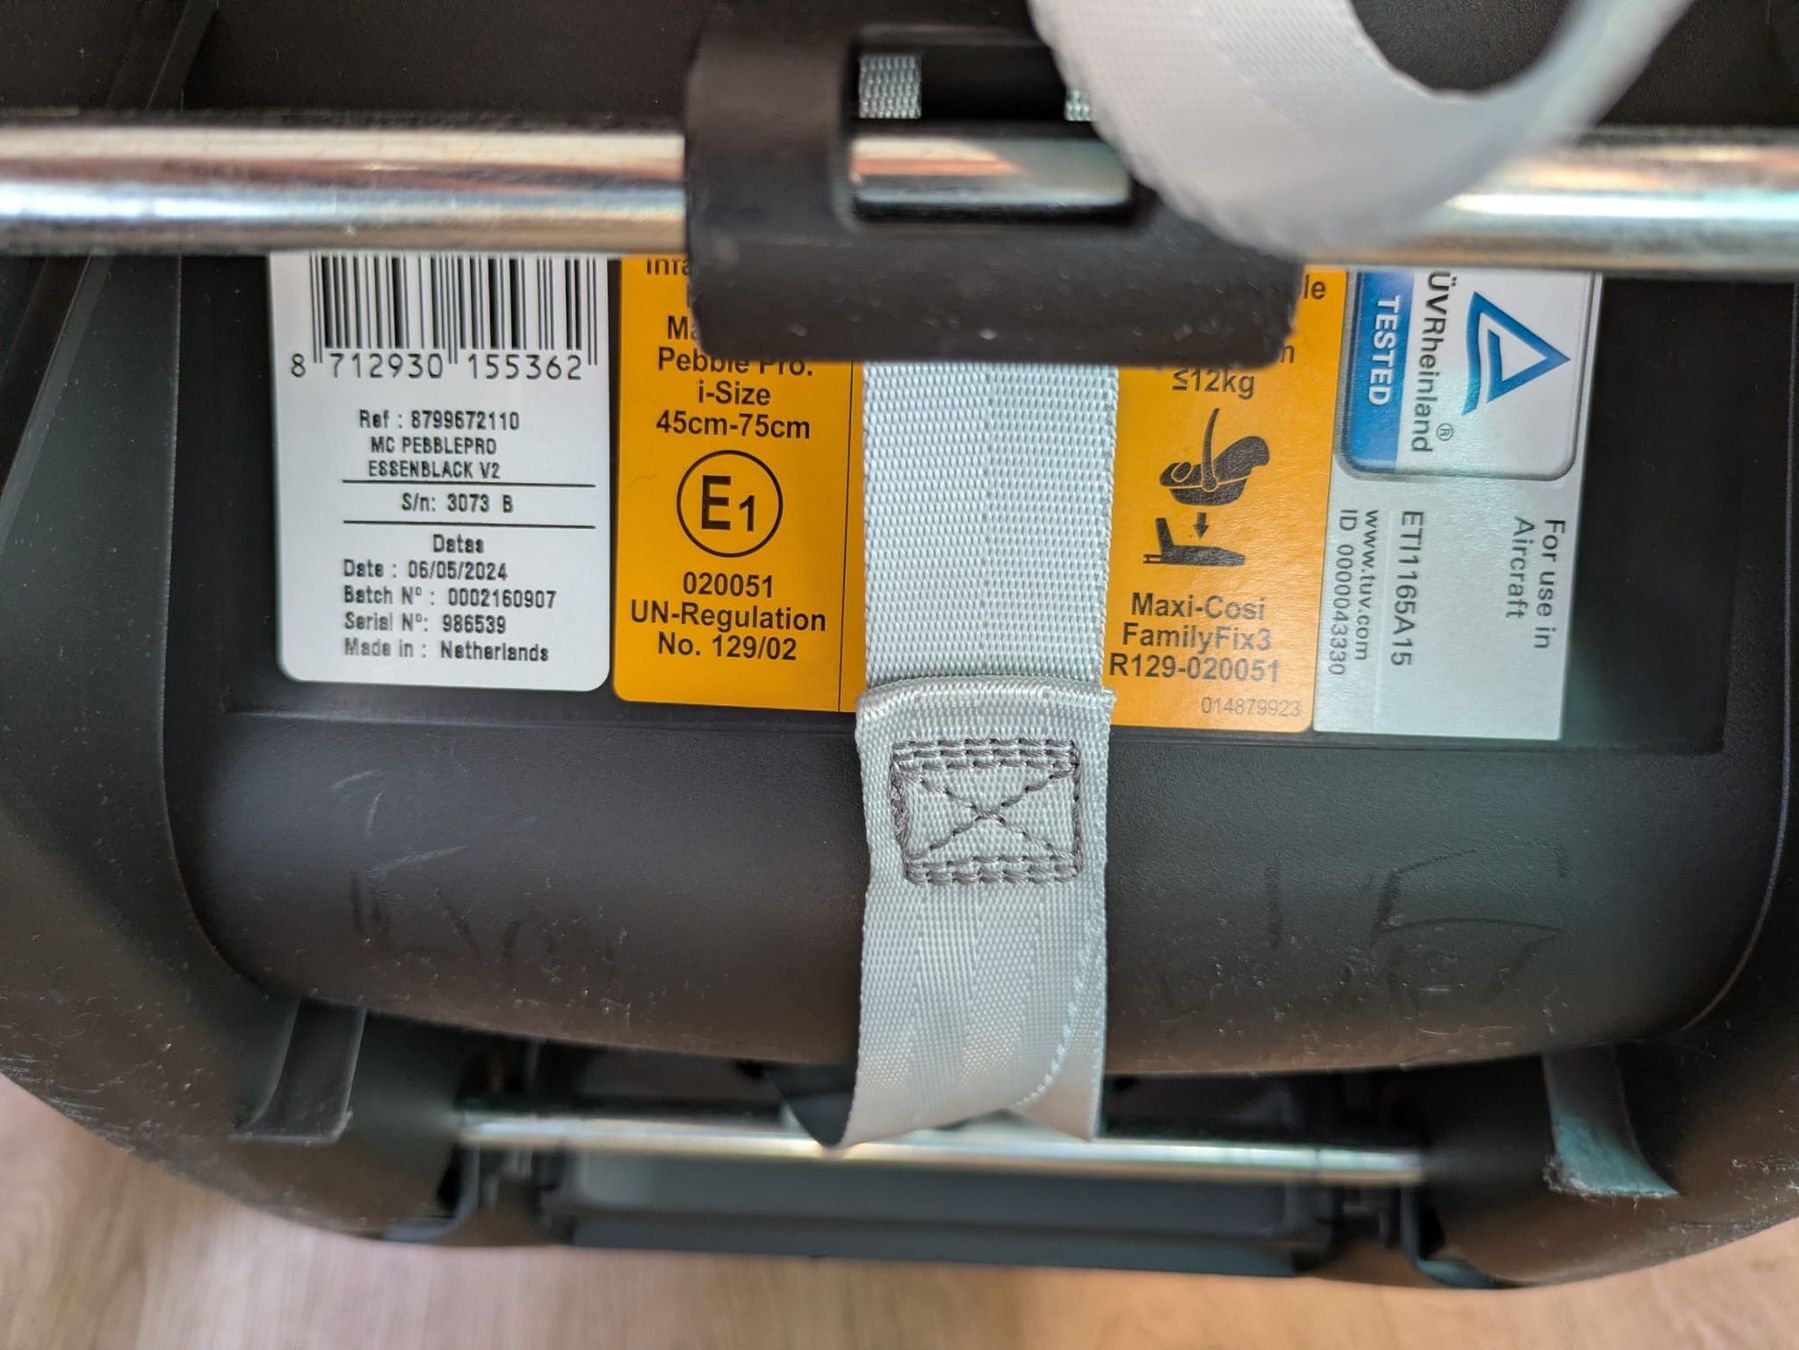 8 712930 155362
Ref : 8799672110
MC PEBBLEPRO
ESSENBLACK V2
S/n: 3073 B
Datas
Date : 06/05/2024
Batch N° : 0002160907
Serial N°: 986539
Made in : Netherlands
Pebble Pro.
i-Size
45cm-75cm
E1
020051
UN-Regulation
No. 129/02
≤12kg
Maxi-Cosi
FamilyFix3
R129-020051
014879923
ÜVRheinland®
TESTED
For use in
Aircraft
ETI1165A15
www.tuv.com
ID 0000043330